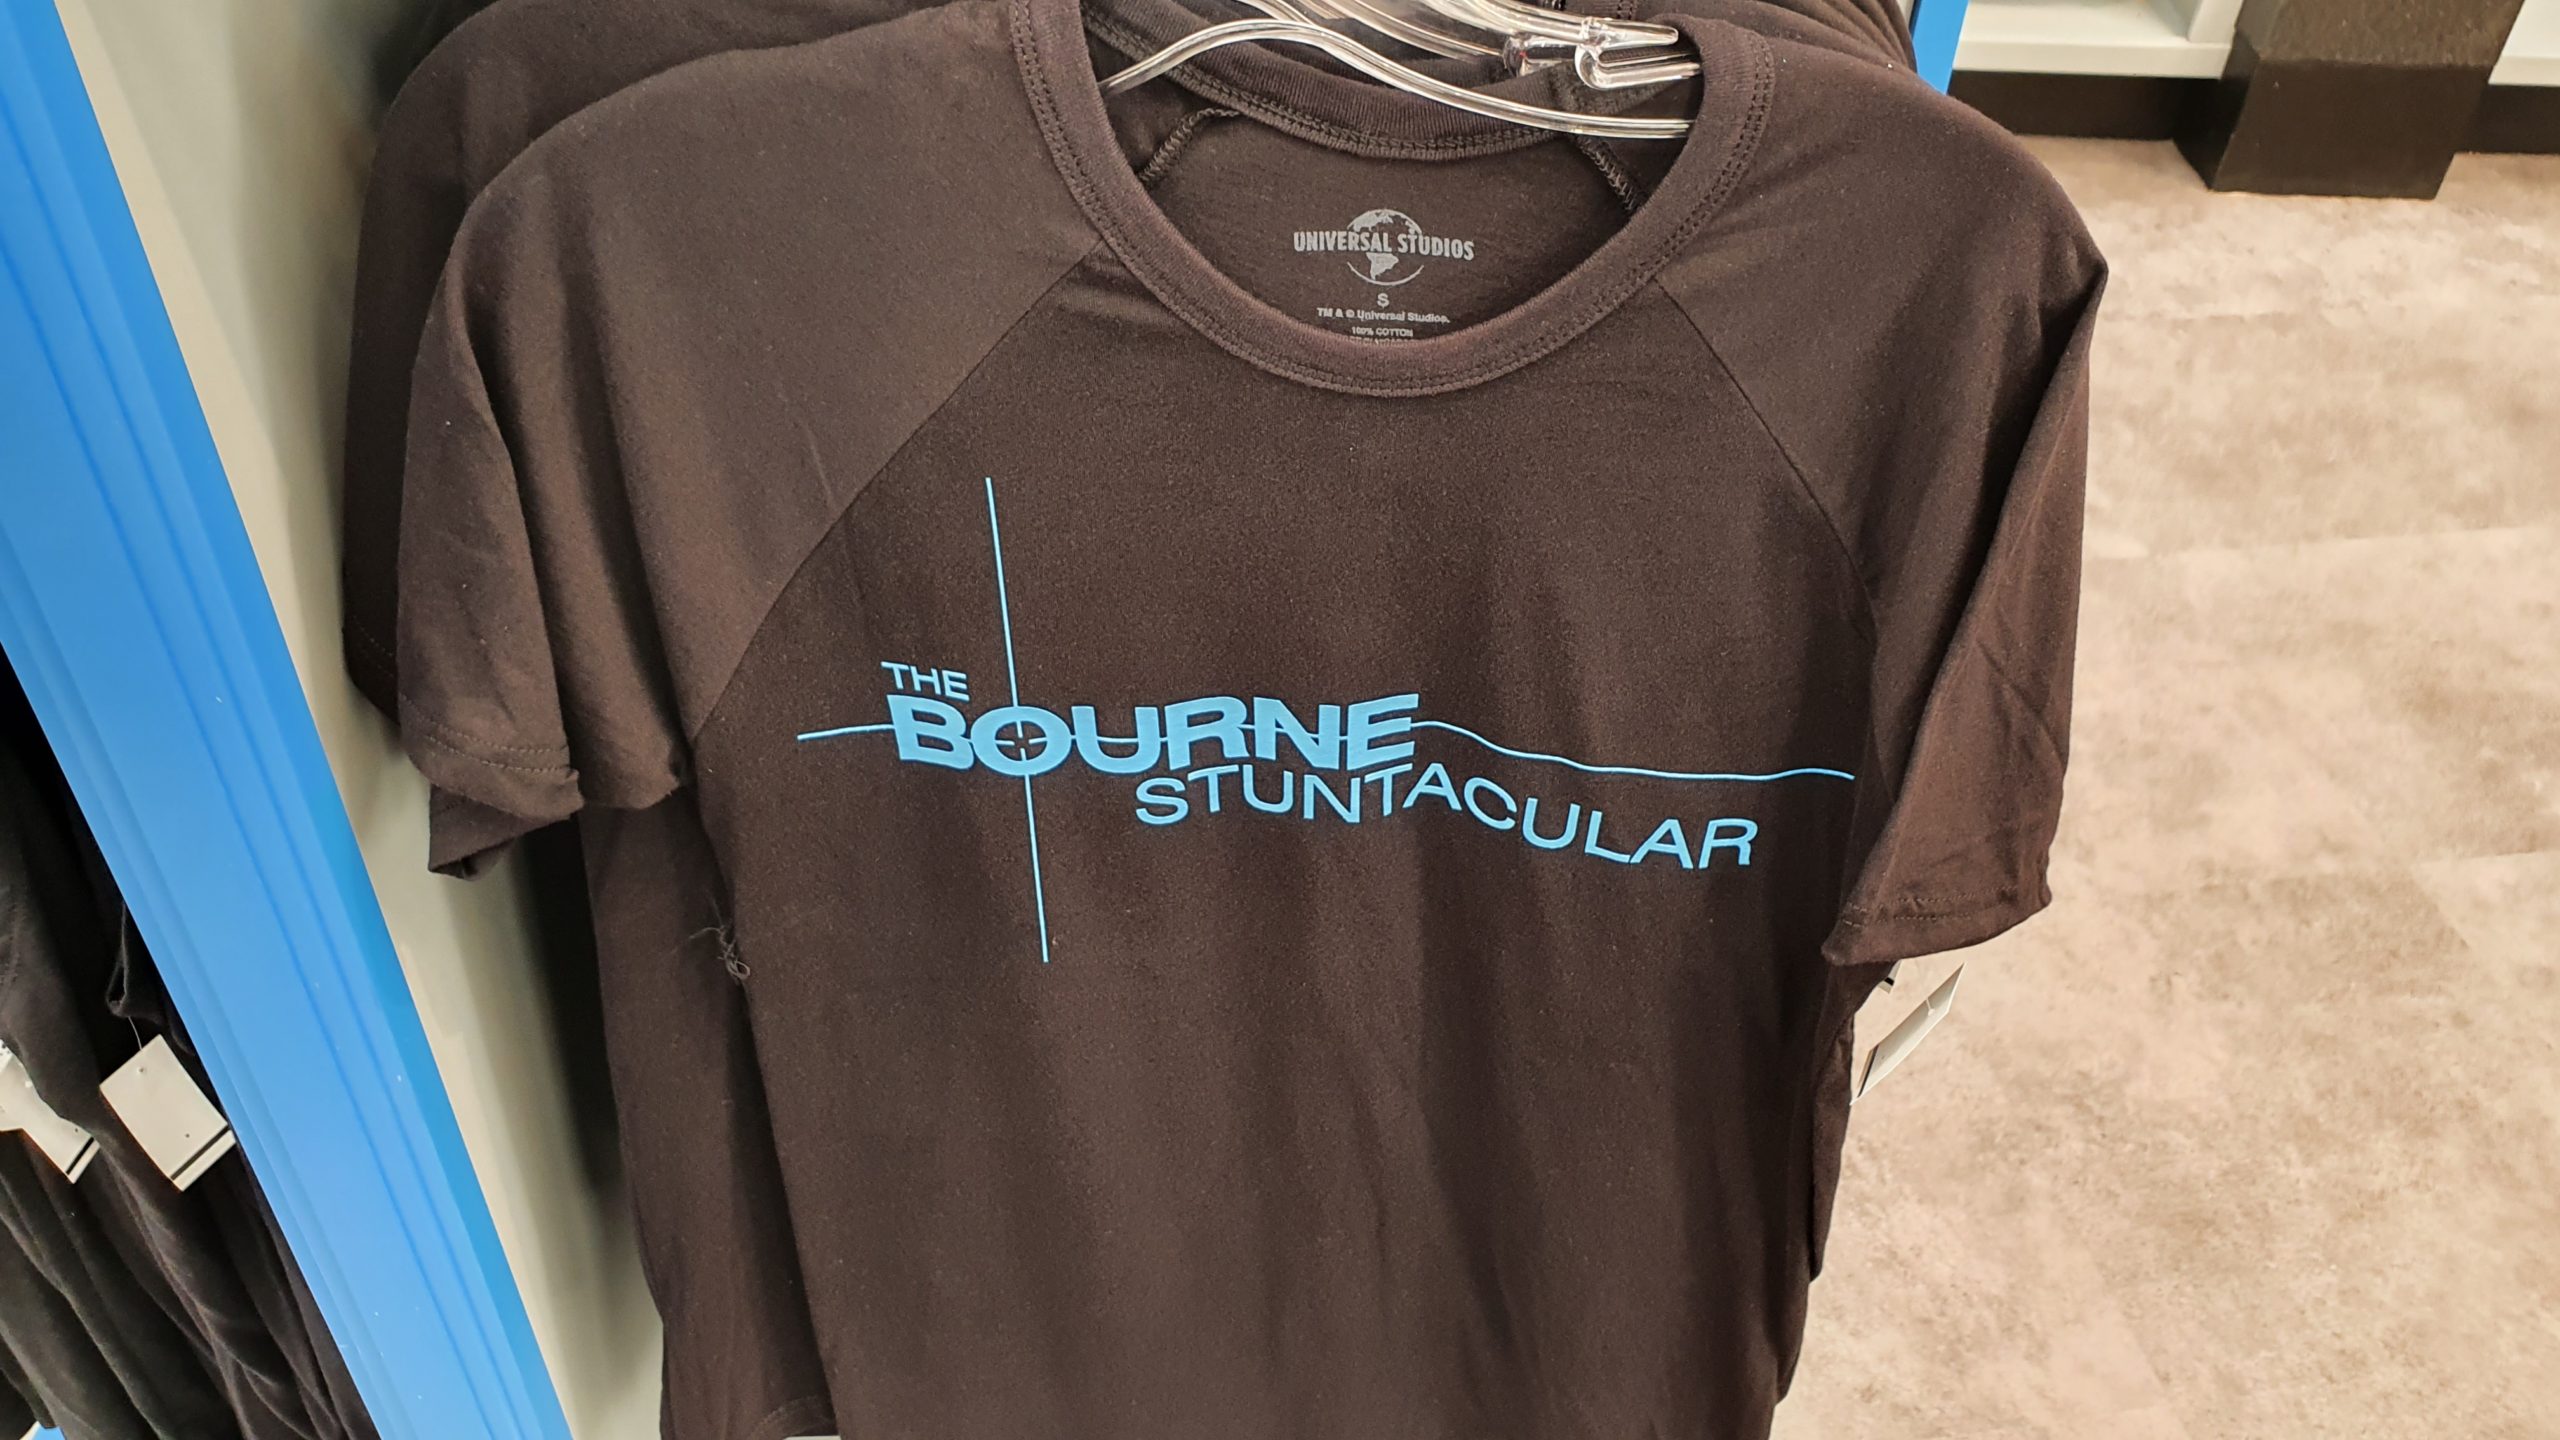 UNIVERSAL STUDIOS
S
TM & © Universal Studios.
100% COTTON
THE
BOURNE
STUNTACULAR